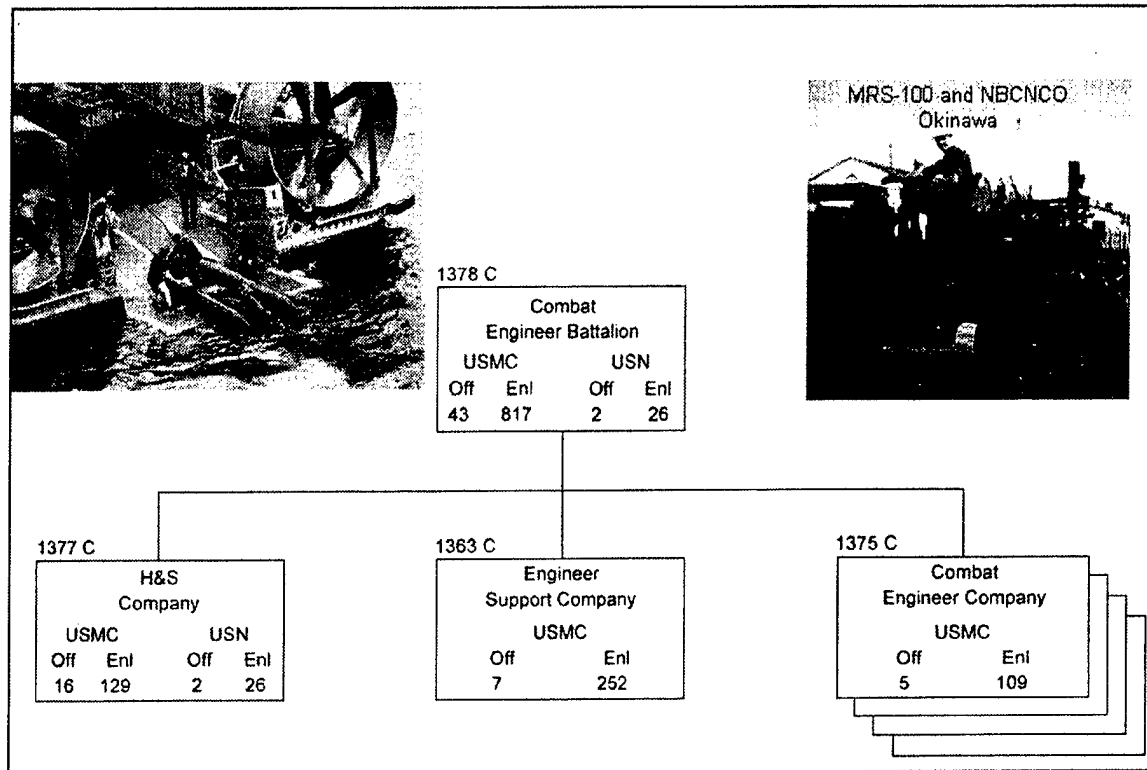 MRS-100 and NBCNCO
Okinawa
1378 C
Combat
Engineer Battalion
USMC USN
Off Enl Off Enl
43 817 2 26
1377 C
H&S
Company
USMC USN
Off Enl Off Enl
16 129 2 26
1363 C
Engineer
Support Company
USMC
Off Enl
7 252
1375 C
Combat
Engineer Company
USMC
Off Enl
5 109